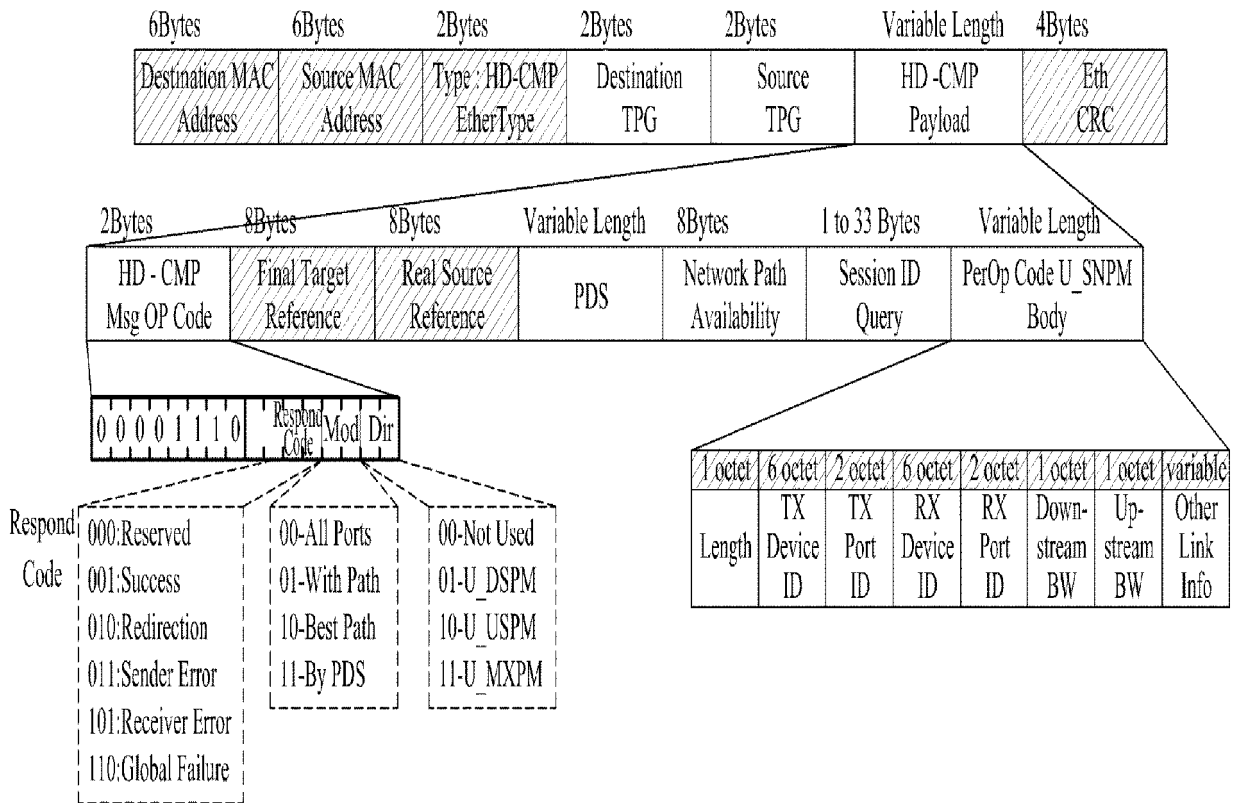 6Bytes 6Bytes 2Bytes 2Bytes 2Bytes Variable Length 4Bytes
Destination MAC Source MAC Type : HD-CMP Destination Source HD -CMP Eth
Address Address EtherType TPG TPG Payload CRC
2Bytes 8Bytes 8Bytes Variable Length 8Bytes 1 to 33 Bytes Variable Length
HD - CMP Final Target Real Source PDS Network Path Session ID PerOp Code U_SNPM
Msg OP Code Reference Reference Availability Query Body
0 0 0 0 1 1 1 0 Respond Code Mod Dir
Respond Code
000:Reserved
001:Success
010:Redirection
011:Sender Error
101:Receiver Error
110:Global Failure
00-All Ports
01-With Path
10-Best Path
11-By PDS
00-Not Used
01-U_DSPM
10-U_USPM
11-U_MXPM
1 octet 6 octet 2 octet 6 octet 2 octet 1 octet 1 octet variable
TX TX RX RX Down- Up- Other
Length Device Port Device Port stream stream Link
ID ID ID ID BW BW Info